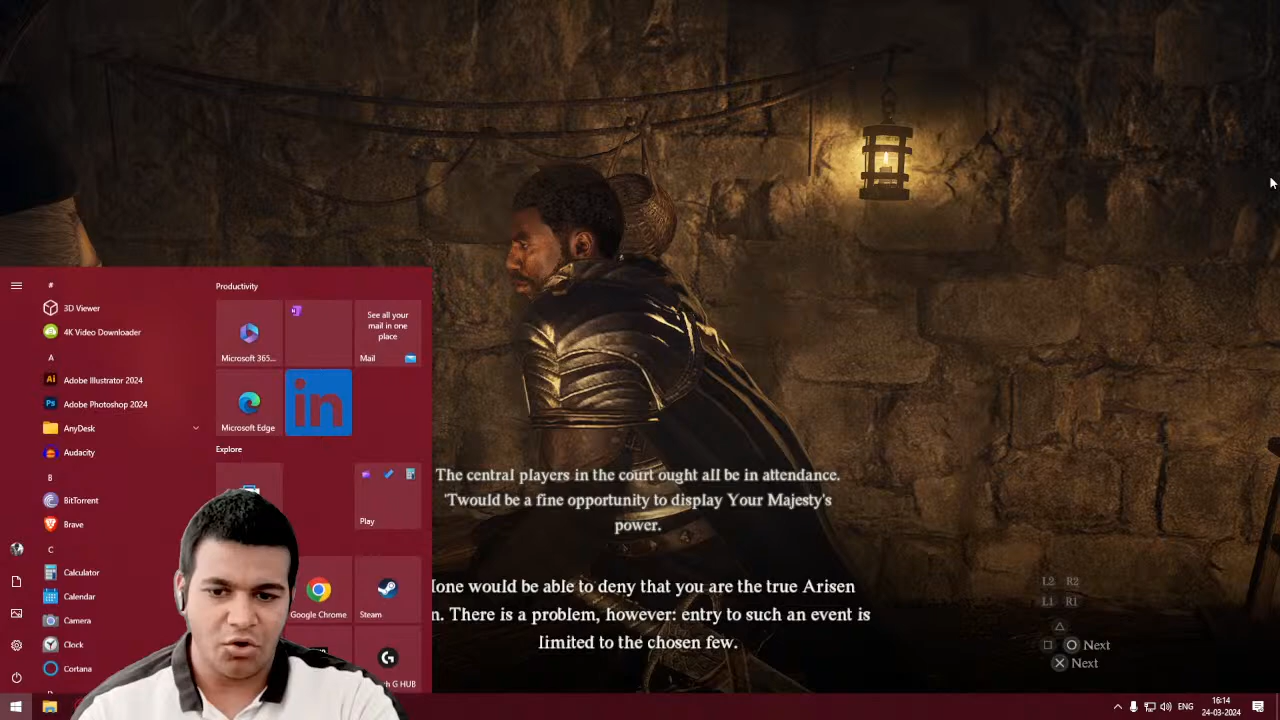 #
3D Viewer
4K Video Downloader
A
Ai
Adobe Illustrator 2024
Ps
Adobe Photoshop 2024
AnyDesk
Audacity
B
BitTorrent
Brave
C
Calculator
Calendar
Camera
Clock
Cortana
Productivity
Microsoft 365...
See all your
mail in one
place
Mail
Microsoft Edge
in
Explore
Play
Google Chrome
Steam
G HUB
The central players in the court ought all be in attendance.
'Twould be a fine opportunity to display Your Majesty's
power.
one would be able to deny that you are the true Arisen
n. There is a problem, however: entry to such an event is
limited to the chosen few.
L2 R2
L1 R1
Next
Next
ENG
16:14
24-03-2024